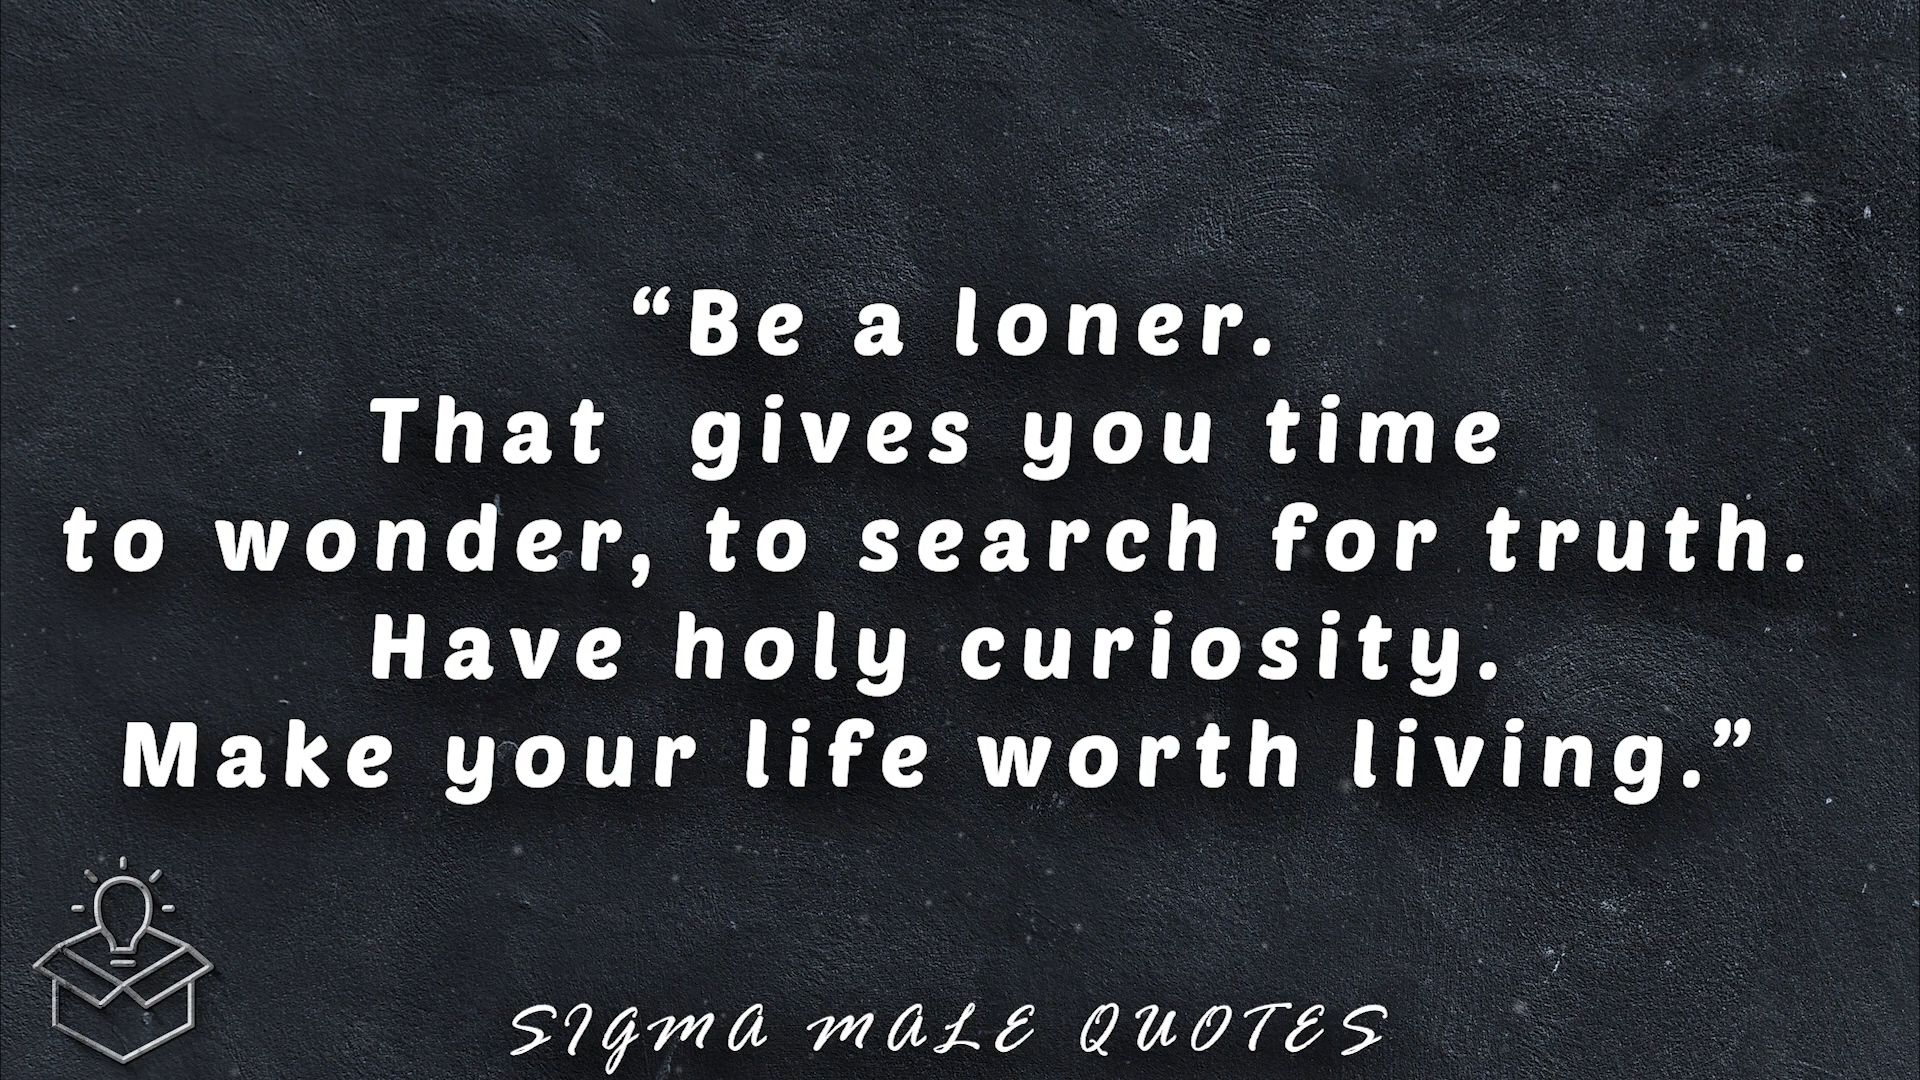 “Be a loner.
That gives you time
to wonder, to search for truth.
Have holy curiosity.
Make your life worth living.”
SIGMA MALE QUOTES